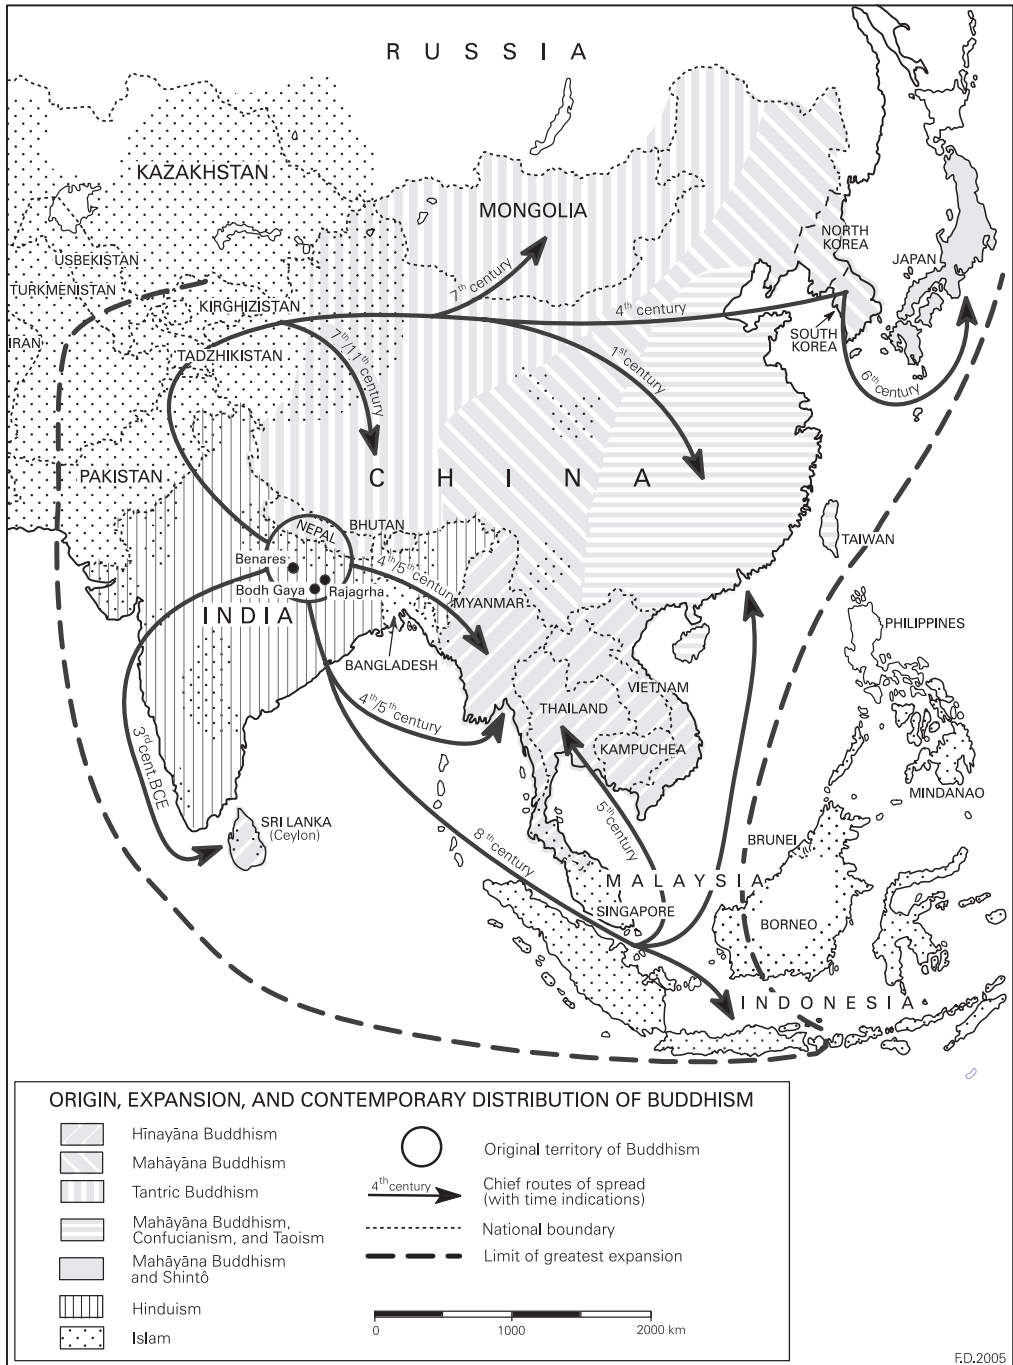 RUSSIA
KAZAKHSTAN
MONGOLIA
NORTH
KOREA
JAPAN
USBEKISTAN
TURKMENISTAN
KIRGHIZISTAN
7th century
4th century
IRAN
TADZHIKISTAN
7th/11th century
1st century
SOUTH
KOREA
6th century
PAKISTAN
CHINA
NEPAL
BHUTAN
TAIWAN
Benares
4th/5th century
Bodh Gaya
Rajagrha
MYANMAR
INDIA
PHILIPPINES
BANGLADESH
VIETNAM
4th/5th century
THAILAND
3rd cent.BCE
KAMPUCHEA
MINDANAO
SRI LANKA
(Ceylon)
8th century
5th century
BRUNEI
MALAYSIA
SINGAPORE
BORNEO
INDONESIA
ORIGIN, EXPANSION, AND CONTEMPORARY DISTRIBUTION OF BUDDHISM
Hīnayāna Buddhism
Mahāyāna Buddhism
Tantric Buddhism
Mahāyāna Buddhism,
Confucianism, and Taoism
Mahāyāna Buddhism
and Shintô
Hinduism
Islam
Original territory of Buddhism
4th century
Chief routes of spread
(with time indications)
National boundary
Limit of greatest expansion
0 1000 2000 km
F.D.2005